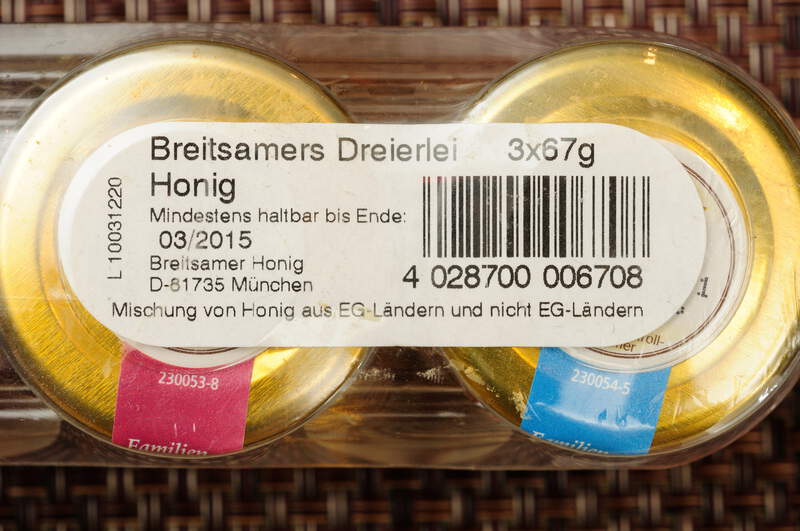 Breitsamers Dreierlei 3x67g
Honig
Mindestens haltbar bis Ende:
03/2015
Breitsamer Honig
D-81735 München
Mischung von Honig aus EG-Ländern und nicht EG-Ländern
L 10031220
4 028700 006708
230053-8
Familien
230054-5
Familien